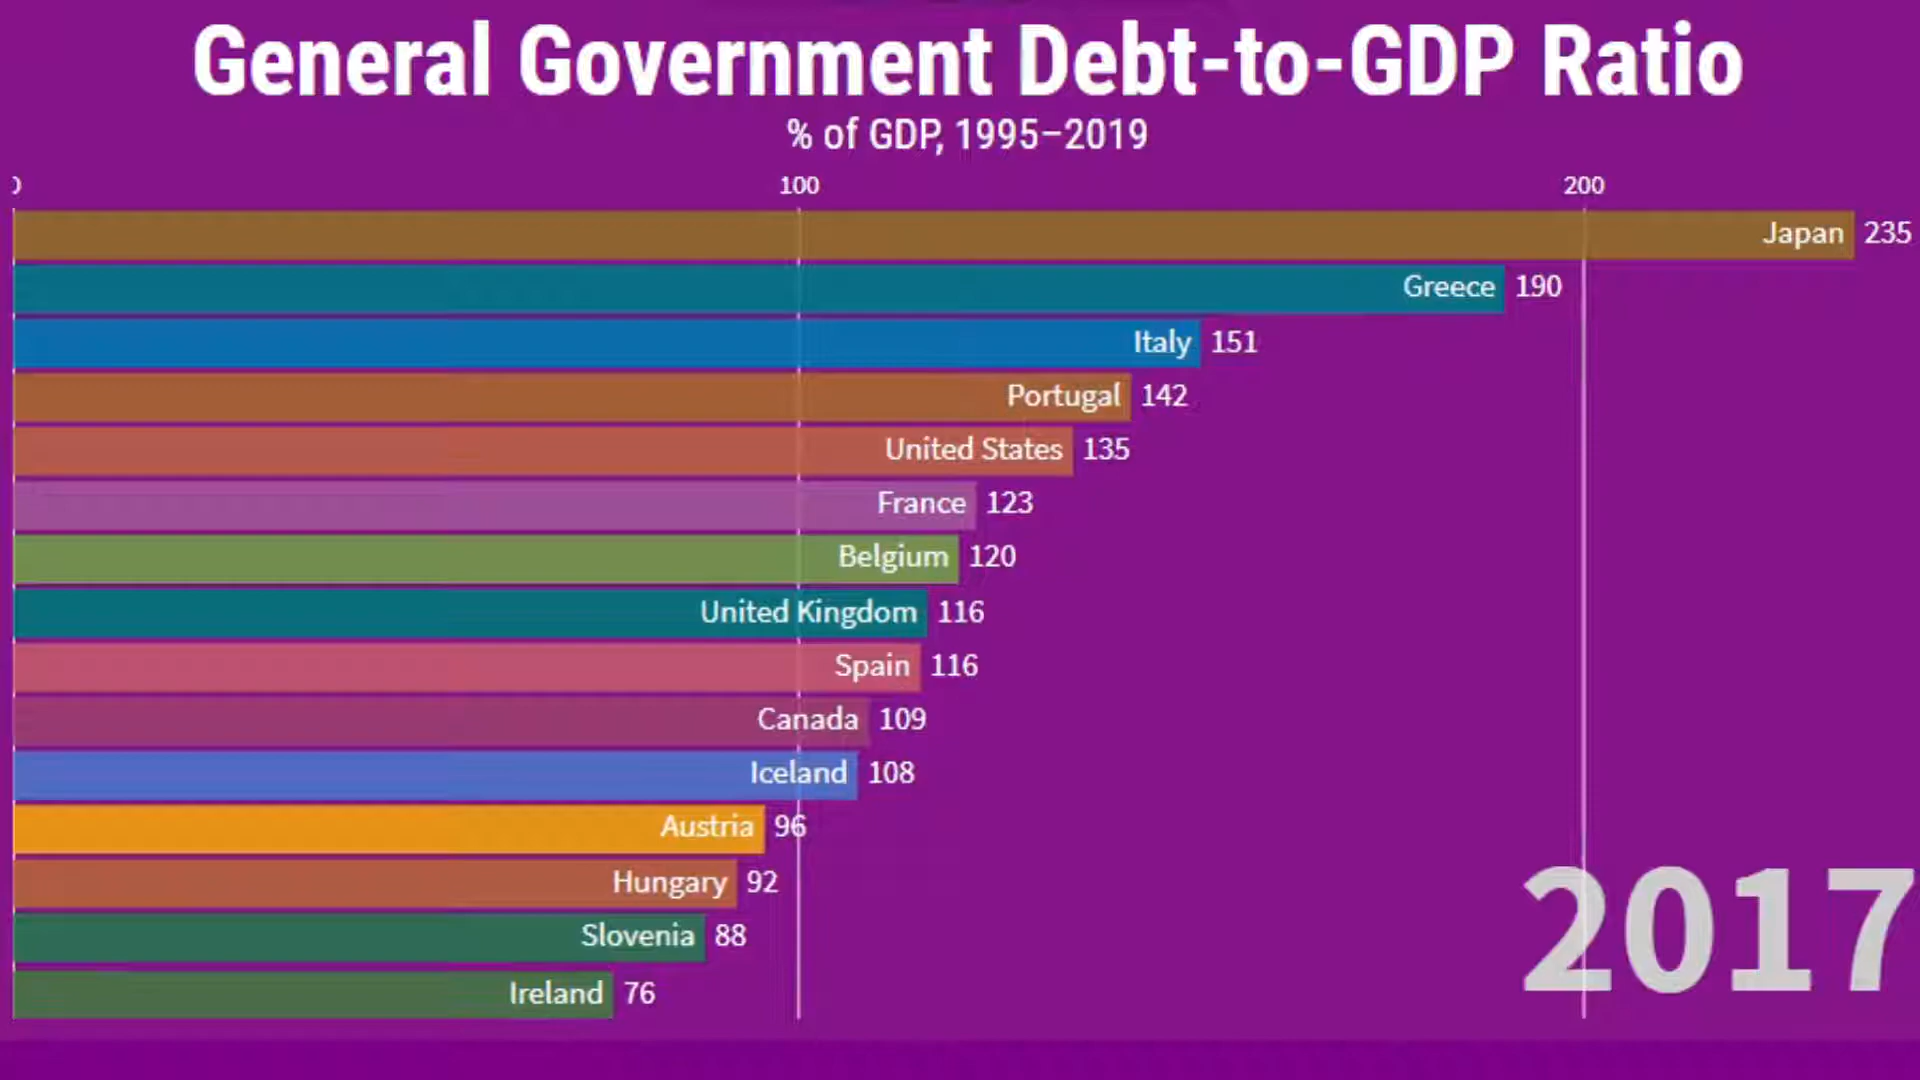 General Government Debt-to-GDP Ratio
% of GDP, 1995–2019
0 100 200
Japan 235
Greece 190
Italy 151
Portugal 142
United States 135
France 123
Belgium 120
United Kingdom 116
Spain 116
Canada 109
Iceland 108
Austria 96
Hungary 92
Slovenia 88
Ireland 76
2017